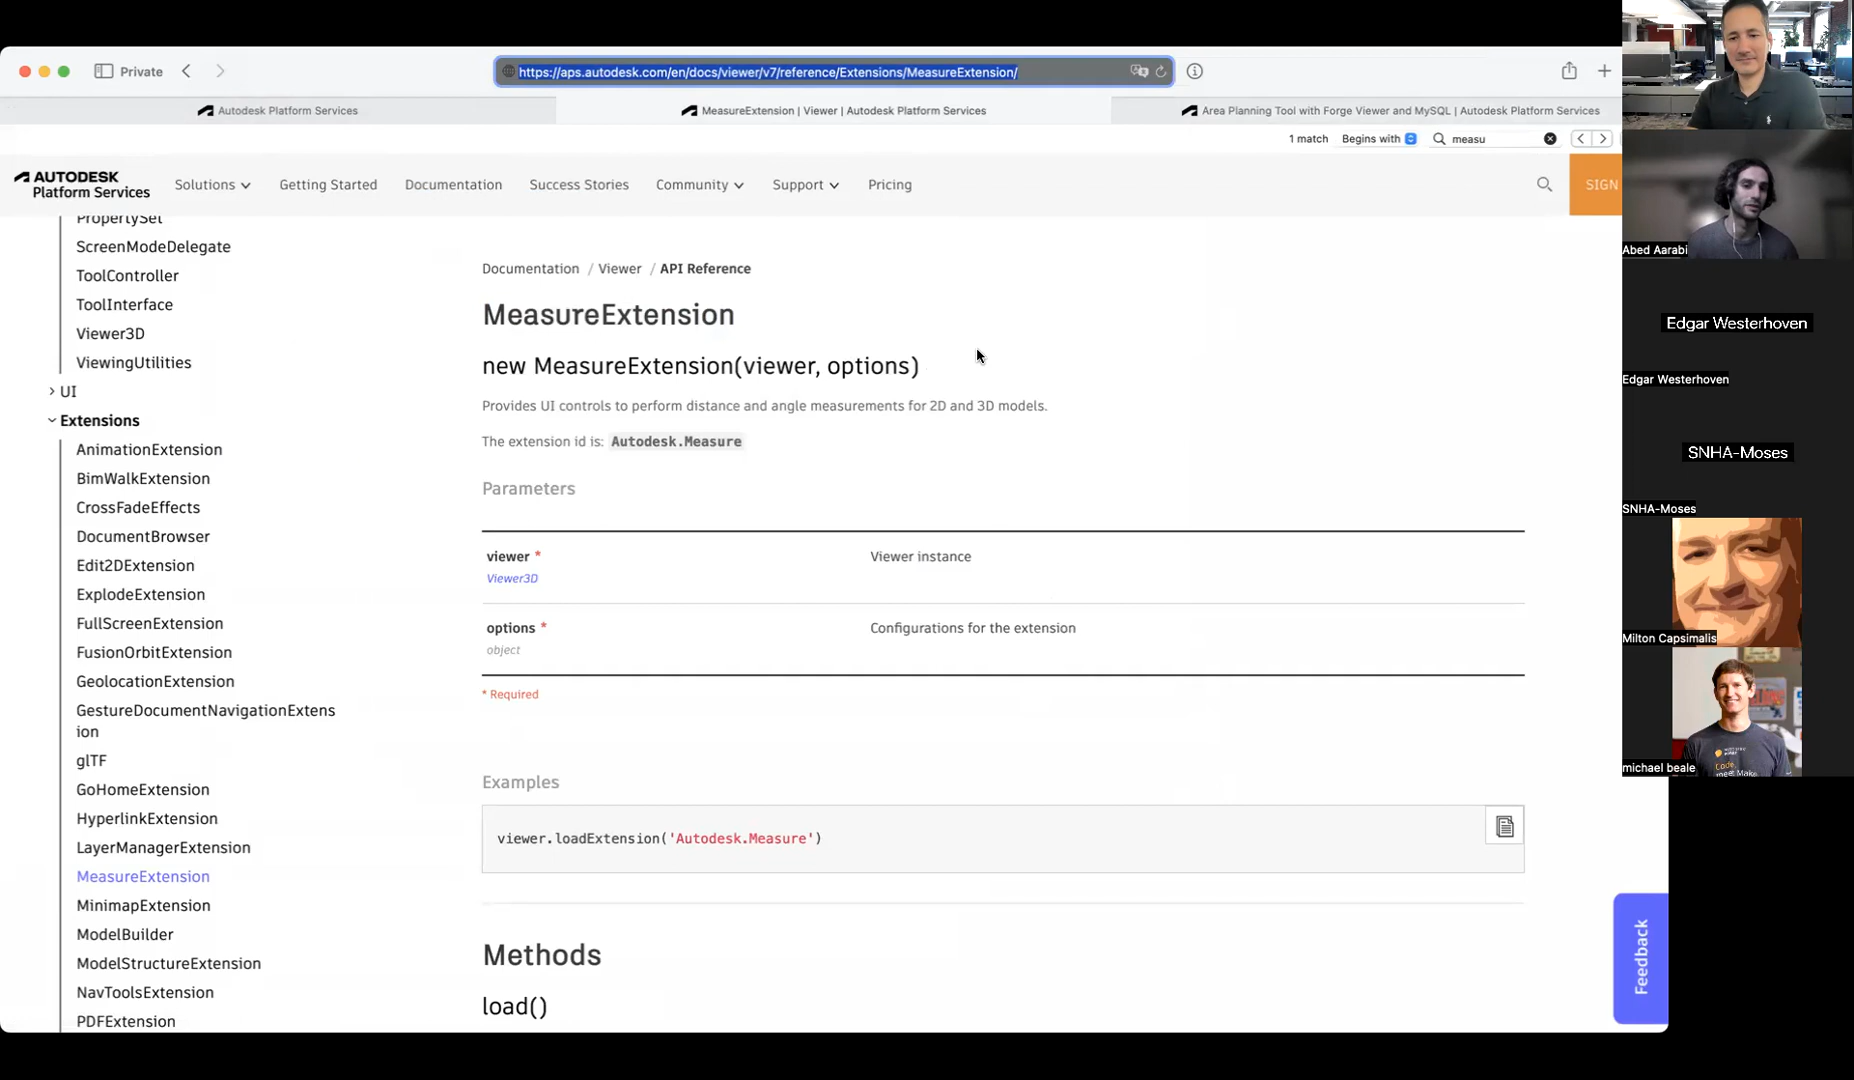 Private
https://aps.autodesk.com/en/docs/viewer/v7/reference/Extensions/MeasureExtension/
Autodesk Platform Services
MeasureExtension | Viewer | Autodesk Platform Services
Area Planning Tool with Forge Viewer and MySQL | Autodesk Platform Services
1 match
Begins with
measu
AUTODESK
Platform Services
Solutions
Getting Started
Documentation
Success Stories
Community
Support
Pricing
SIGN
PropertySet
ScreenModeDelegate
ToolController
ToolInterface
Viewer3D
ViewingUtilities
UI
Extensions
AnimationExtension
BimWalkExtension
CrossFadeEffects
DocumentBrowser
Edit2DExtension
ExplodeExtension
FullScreenExtension
FusionOrbitExtension
GeolocationExtension
GestureDocumentNavigationExtens
ion
glTF
GoHomeExtension
HyperlinkExtension
LayerManagerExtension
MeasureExtension
MinimapExtension
ModelBuilder
ModelStructureExtension
NavToolsExtension
PDFExtension
Documentation / Viewer / API Reference
MeasureExtension
new MeasureExtension(viewer, options)
Provides UI controls to perform distance and angle measurements for 2D and 3D models.
The extension id is: Autodesk.Measure
Parameters
viewer *
Viewer3D
Viewer instance
options *
object
Configurations for the extension
* Required
Examples
viewer.loadExtension('Autodesk.Measure')
Methods
load()
Feedback
Abed Aarabi
Edgar Westerhoven
Edgar Westerhoven
SNHA-Moses
SNHA-Moses
Milton Capsimalis
michael beale